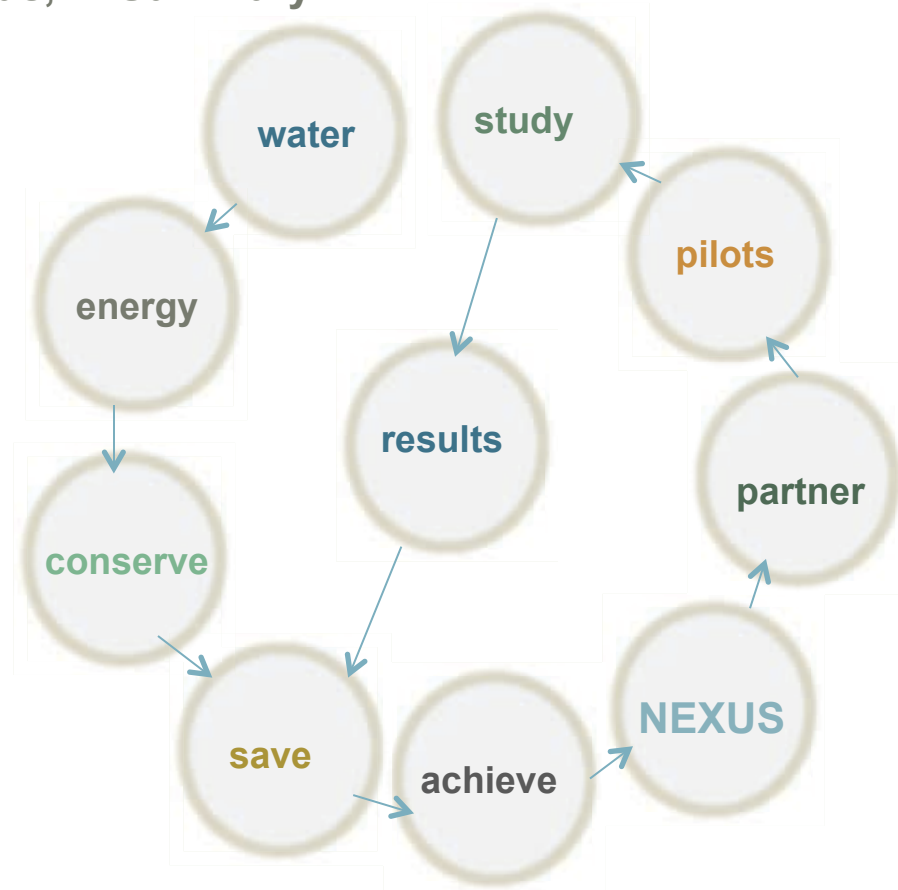 water
energy
conserve
save
achieve
NEXUS
partner
pilots
study
results